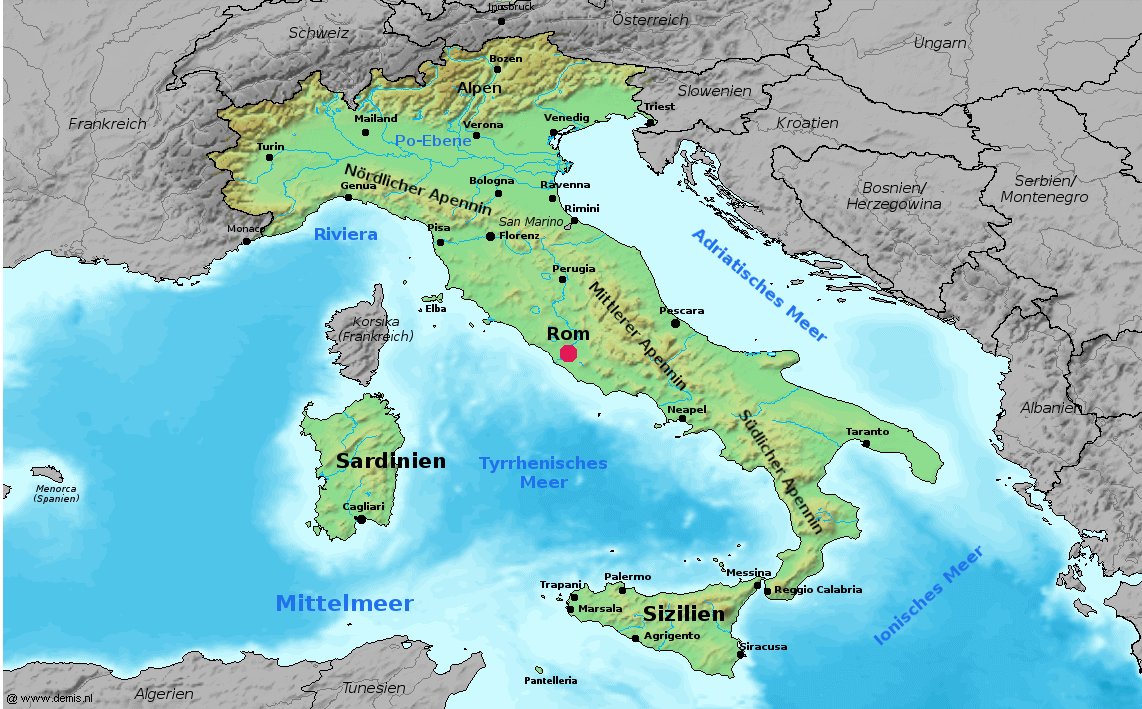 Innsbruck
Österreich
Schweiz
Ungarn
Bozen
Alpen
Slowenien
Triest
Frankreich
Mailand
Venedig
Verona
Kroatien
Po-Ebene
Turin
Nördlicher Apennin
Genua
Bologna
Ravenna
Bosnien/
Herzegowina
Serbien/
Montenegro
Rimini
San Marino
Monaco
Riviera
Pisa
Florenz
Adriatisches Meer
Perugia
Mittlerer Apennin
Elba
Pescara
Korsika
(Frankreich)
Rom
Neapel
Albanien
Südlicher Apennin
Taranto
Sardinien
Tyrrhenisches
Meer
Menorca
(Spanien)
Cagliari
Ionisches Meer
Messina
Palermo
Trapani
Reggio Calabria
Mittelmeer
Marsala
Sizilien
Agrigento
Siracusa
Pantelleria
Algerien
Tunesien
@ www.demis.nl